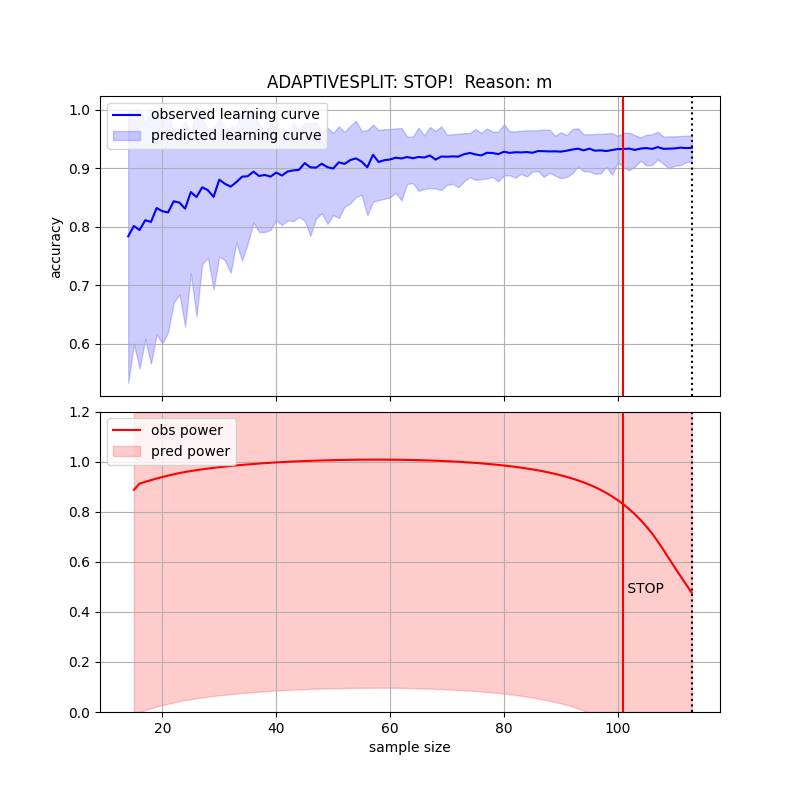 ADAPTIVESPLIT: STOP!  Reason: m
observed learning curve
predicted learning curve
1.0
0.9
0.8
0.7
0.6
accuracy
obs power
pred power
1.2
1.0
0.8
0.6
0.4
0.2
0.0
STOP
20 40 60 80 100
sample size